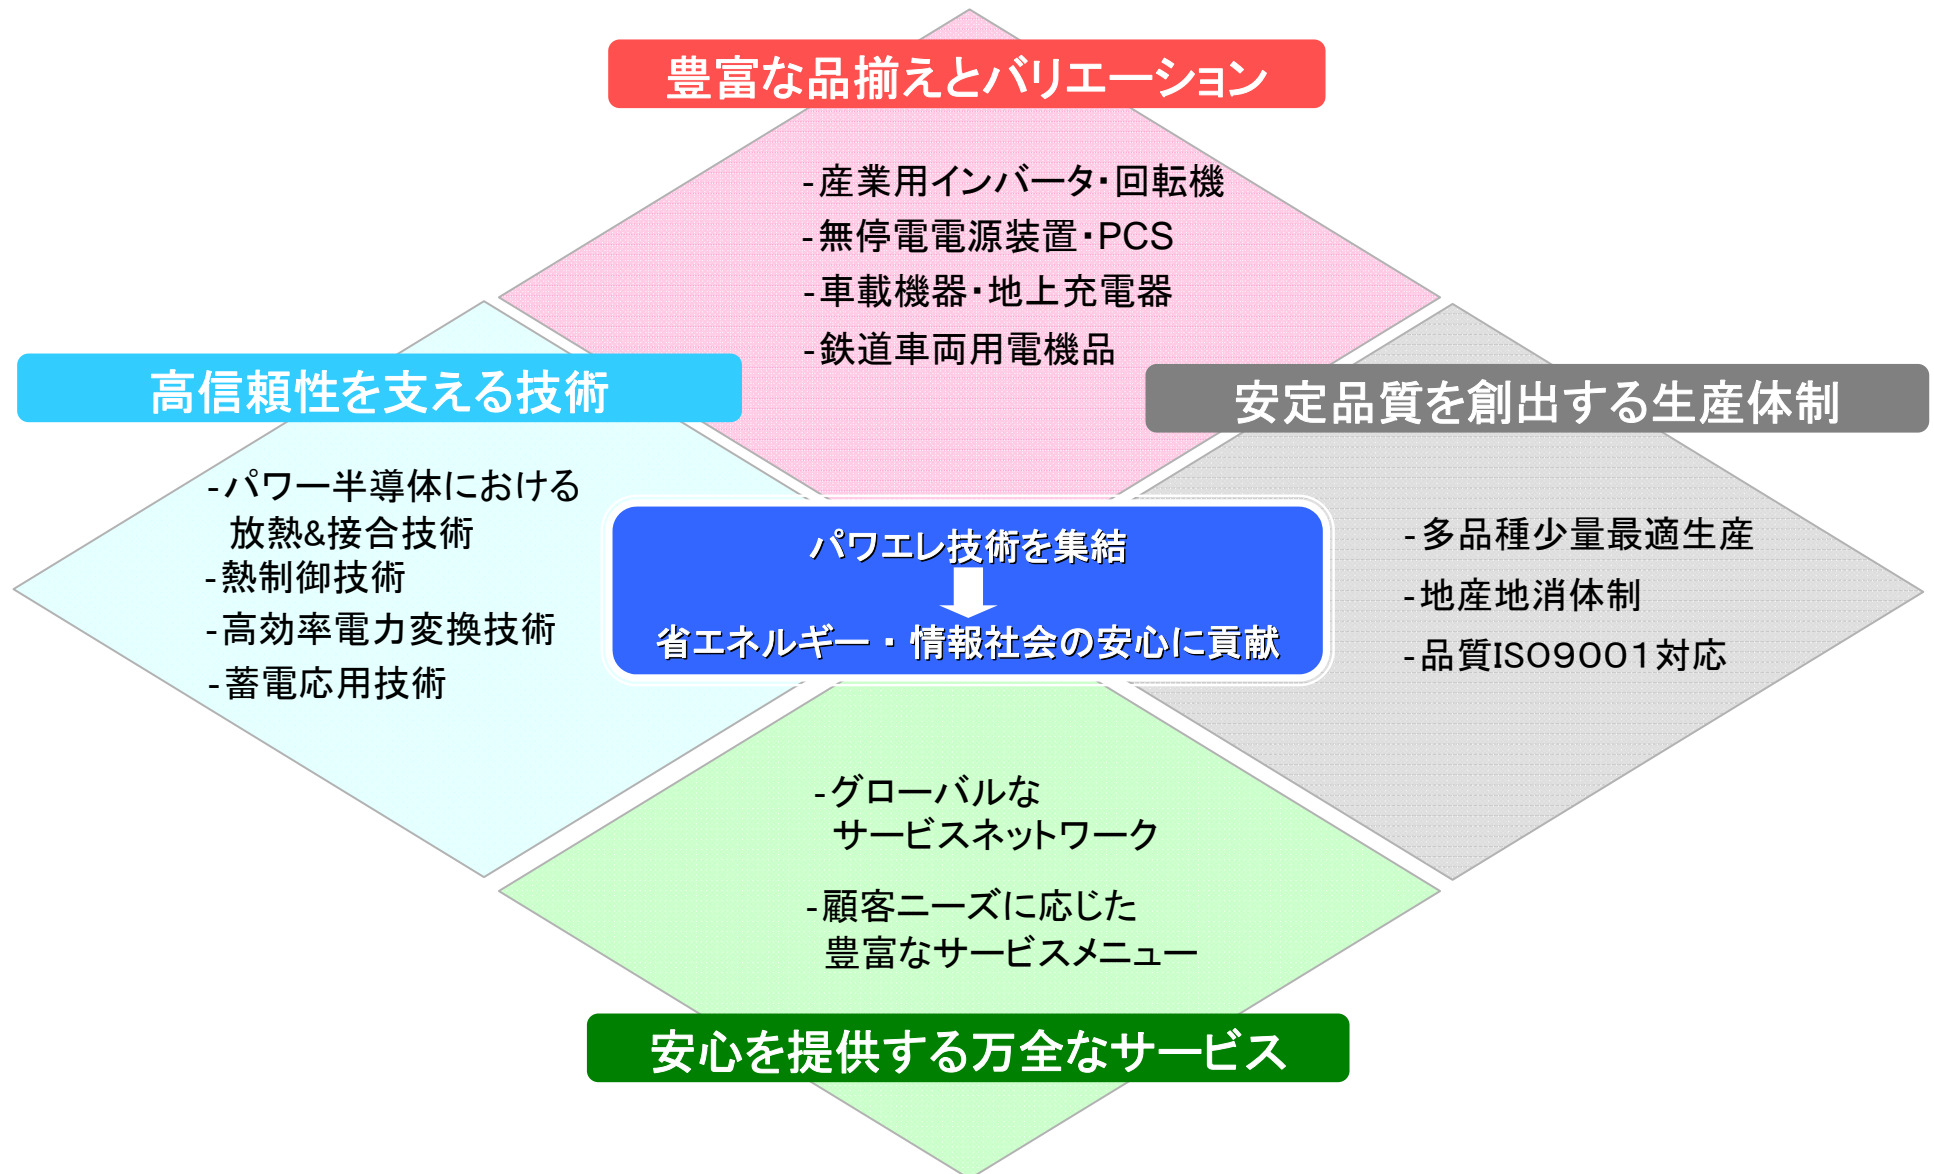 豊富な品揃えとバリエーション
-産業用インバータ・回転機
-無停電電源装置・PCS
-車載機器・地上充電器
-鉄道車両用電機品
高信頼性を支える技術
-パワー半導体における
放熱&接合技術
-熱制御技術
-高効率電力変換技術
-蓄電応用技術
パワエレ技術を集結
省エネルギー・情報社会の安心に貢献
安定品質を創出する生産体制
-多品種少量最適生産
-地産地消体制
-品質ISO9001対応
-グローバルな
サービスネットワーク
-顧客ニーズに応じた
豊富なサービスメニュー
安心を提供する万全なサービス